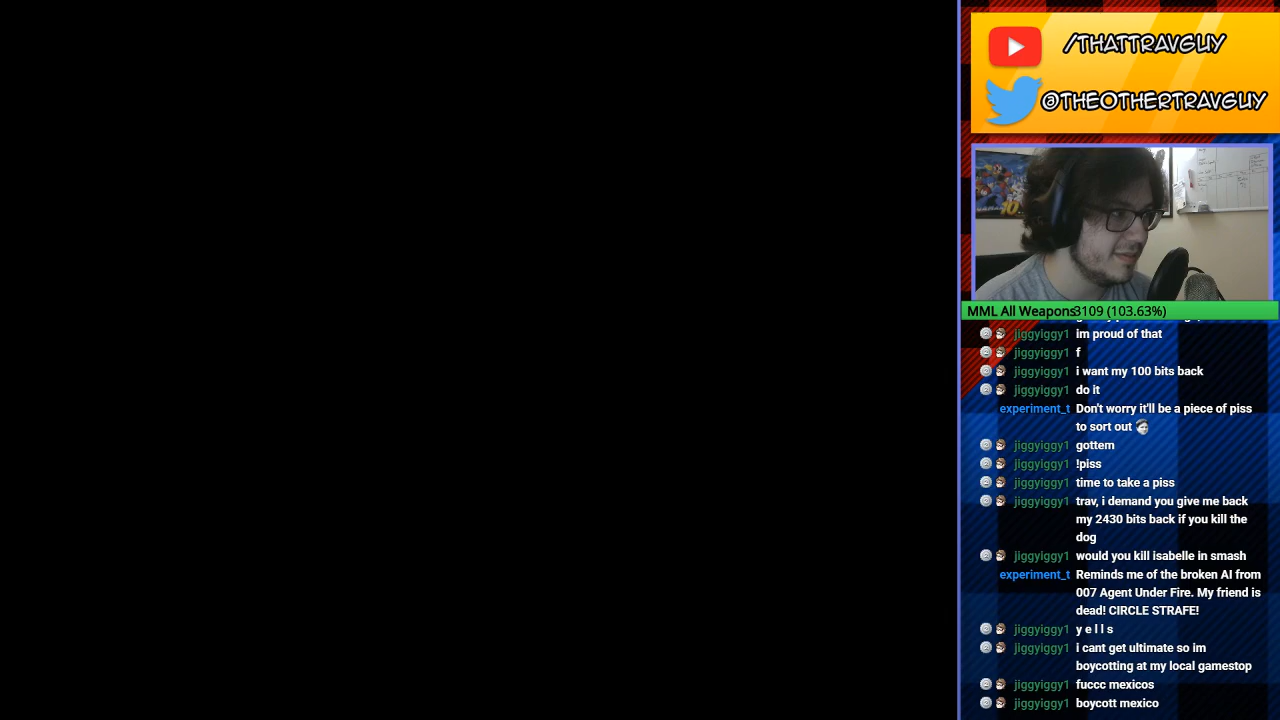 /THATTRAVGUY
@THEOTHERTRAVGUY
10
MML All Weapons3109 (103.63%)
jiggyiggy1 im proud of that
jiggyiggy1 f
jiggyiggy1 i want my 100 bits back
jiggyiggy1 do it
experiment_t Don't worry it'll be a piece of piss
to sort out
jiggyiggy1 gottem
jiggyiggy1 !piss
jiggyiggy1 time to take a piss
jiggyiggy1 trav, i demand you give me back
my 2430 bits back if you kill the
dog
jiggyiggy1 would you kill isabelle in smash
experiment_t Reminds me of the broken AI from
007 Agent Under Fire. My friend is
dead! CIRCLE STRAFE!
jiggyiggy1 y e l l s
jiggyiggy1 i cant get ultimate so im
boycotting at my local gamestop
jiggyiggy1 fuccc mexicos
jiggyiggy1 boycott mexico